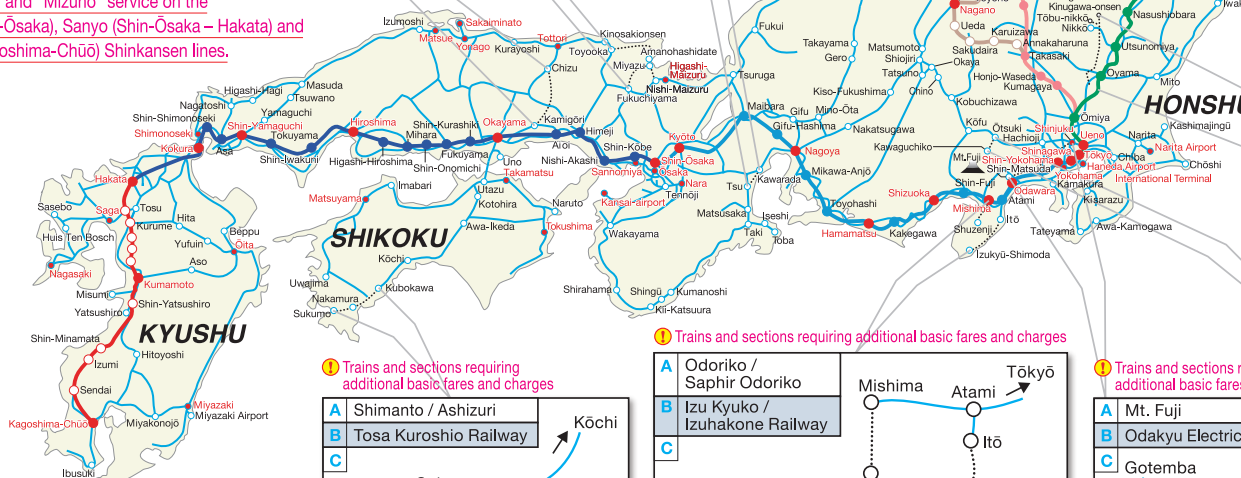 and "Mizuho" service on the
-Ōsaka), Sanyo (Shin-Ōsaka – Hakata) and
oshima-Chūō) Shinkansen lines.
Izumoshi
Sakaiminato
Matsue
Yonago
Kurayoshi
Tottori
Toyooka
Kinosakionsen
Amanohashidate
Miyazu
Higashi-
Maizuru
Nishi-Maizuru
Fukuchiyama
Chizu
Fukui
Tsuruga
Takayama
Gero
Matsumoto
Shiojiri
Tatsuno
Okaya
Chino
Nagano
Ueda
Karuizawa
Sakudaira
Annakaharuna
Takasaki
Honjo-Waseda
Kumagaya
Kinugawa-onsen
Tōbu-nikkō
Nikkō
Nasushiobara
Utsunomiya
Oyama
Mito
HONSHU
Kashimajingū
Ōmiya
Ueno
Shinjuku
Tōkyō
Shinagawa
Shin-Yokohama
Yokohama
Haneda Airport
International Terminal
Narita
Narita Airport
Chiba
Chōshi
Kamakura
Kisarazu
Tateyama
Awa-Kamogawa
Kobuchizawa
Kōfu
Ōtsuki
Hachioji
Kawaguchiko
Mt.Fuji
Shin-Matsuda
Shin-Fuji
Odawara
Atami
Itō
Mishima
Shuzenji
Izukyū-Shimoda
Shizuoka
Kakegawa
Hamamatsu
Toyohashi
Mikawa-Anjō
Nagoya
Kiso-Fukushima
Mino-Ōta
Nakatsugawa
Gifu
Gifu-Hashima
Maibara
Kyōto
Tsu
Kawarada
Matsusaka
Taki
Iseshi
Toba
Nara
Tennōji
Shin-Ōsaka
Ōsaka
Shin-Kōbe
Sannomiya
Kansai-airport
Wakayama
Shirahama
Shingū
Kumanoshi
Kii-Katsuura
Nishi-Akashi
Himeji
Aioi
Kamigōri
Okayama
Shin-Kurashiki
Fukuyama
Shin-Onomichi
Mihara
Higashi-Hiroshima
Hiroshima
Shin-Iwakuni
Tokuyama
Shin-Yamaguchi
Yamaguchi
Tsuwano
Masuda
Higashi-Hagi
Nagatoshi
Shin-Shimonoseki
Shimonoseki
Asa
Kokura
Uno
Takamatsu
Utazu
Kotohira
Naruto
Tokushima
Awa-Ikeda
Imabari
Matsuyama
SHIKOKU
Kōchi
Kubokawa
Uwajima
Nakamura
Sukumo
Hakata
Saga
Tosu
Kurume
Sasebo
Huis Ten Bosch
Nagasaki
Hita
Yufuin
Beppu
Ōita
Aso
Kumamoto
Misumi
Shin-Yatsushiro
Yatsushiro
KYUSHU
Shin-Minamata
Izumi
Hitoyoshi
Sendai
Kagoshima-Chūō
Miyazaki
Miyazaki Airport
Miyakonojō
Ibusuki
! Trains and sections requiring
additional basic fares and charges
A Shimanto / Ashizuri
B Tosa Kuroshio Railway
C
Kōchi
! Trains and sections requiring additional basic fares and charges
A Odoriko /
Saphir Odoriko
B Izu Kyuko /
Izuhakone Railway
C
Mishima
Atami
Tōkyō
Itō
! Trains and sections r
additional basic fares
A Mt. Fuji
B Odakyu Electric
C Gotemba